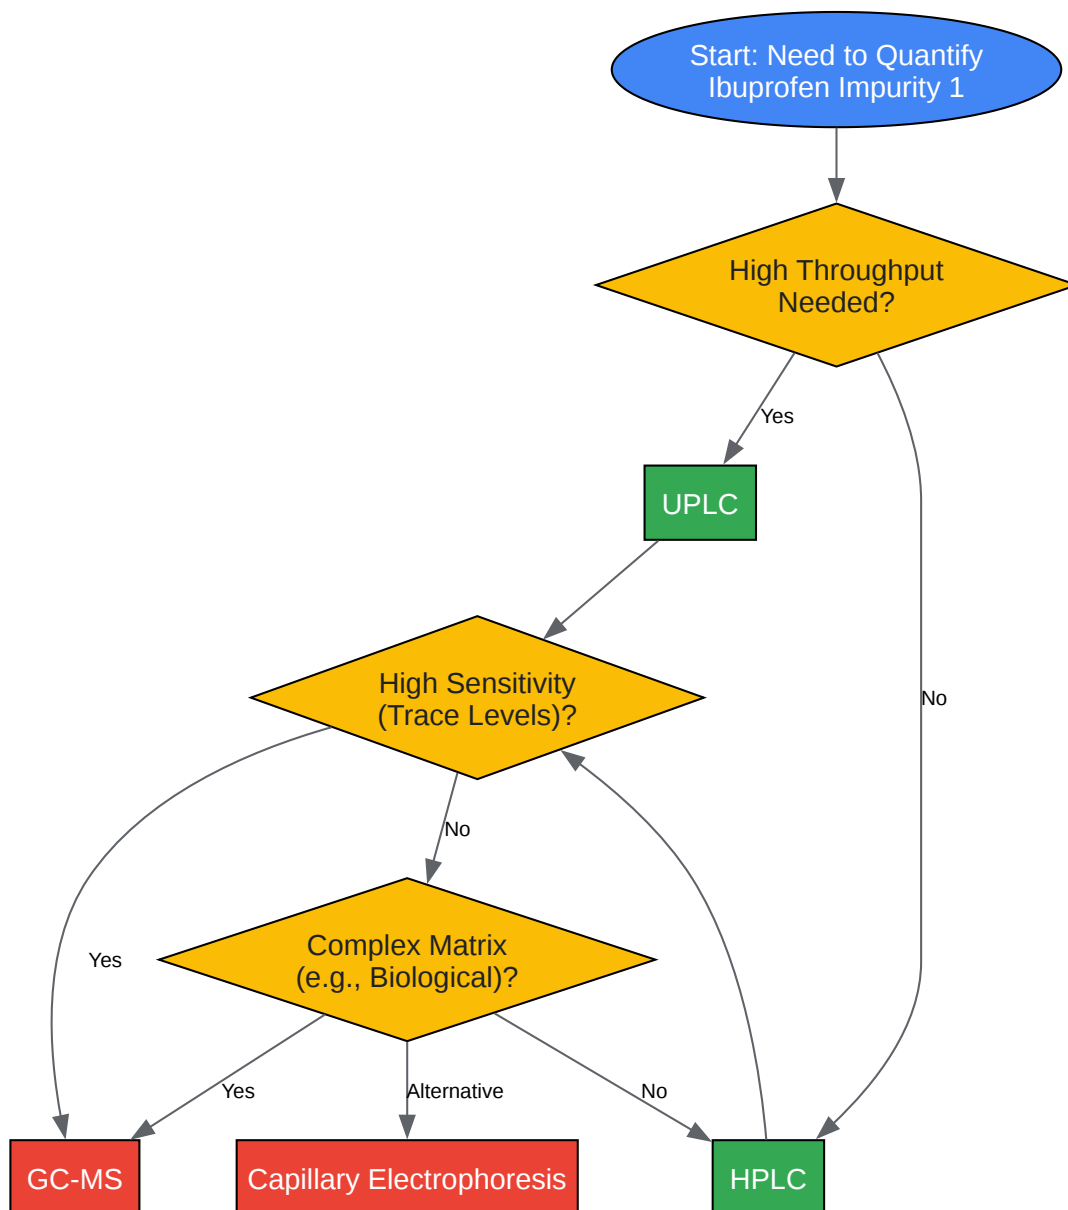 Start: Need to Quantify
Ibuprofen Impurity 1
High Throughput
Needed?
Yes
UPLC
High Sensitivity
(Trace Levels)?
No
No
Complex Matrix
(e.g., Biological)?
Yes
Yes
Alternative
No
GC-MS
Capillary Electrophoresis
HPLC